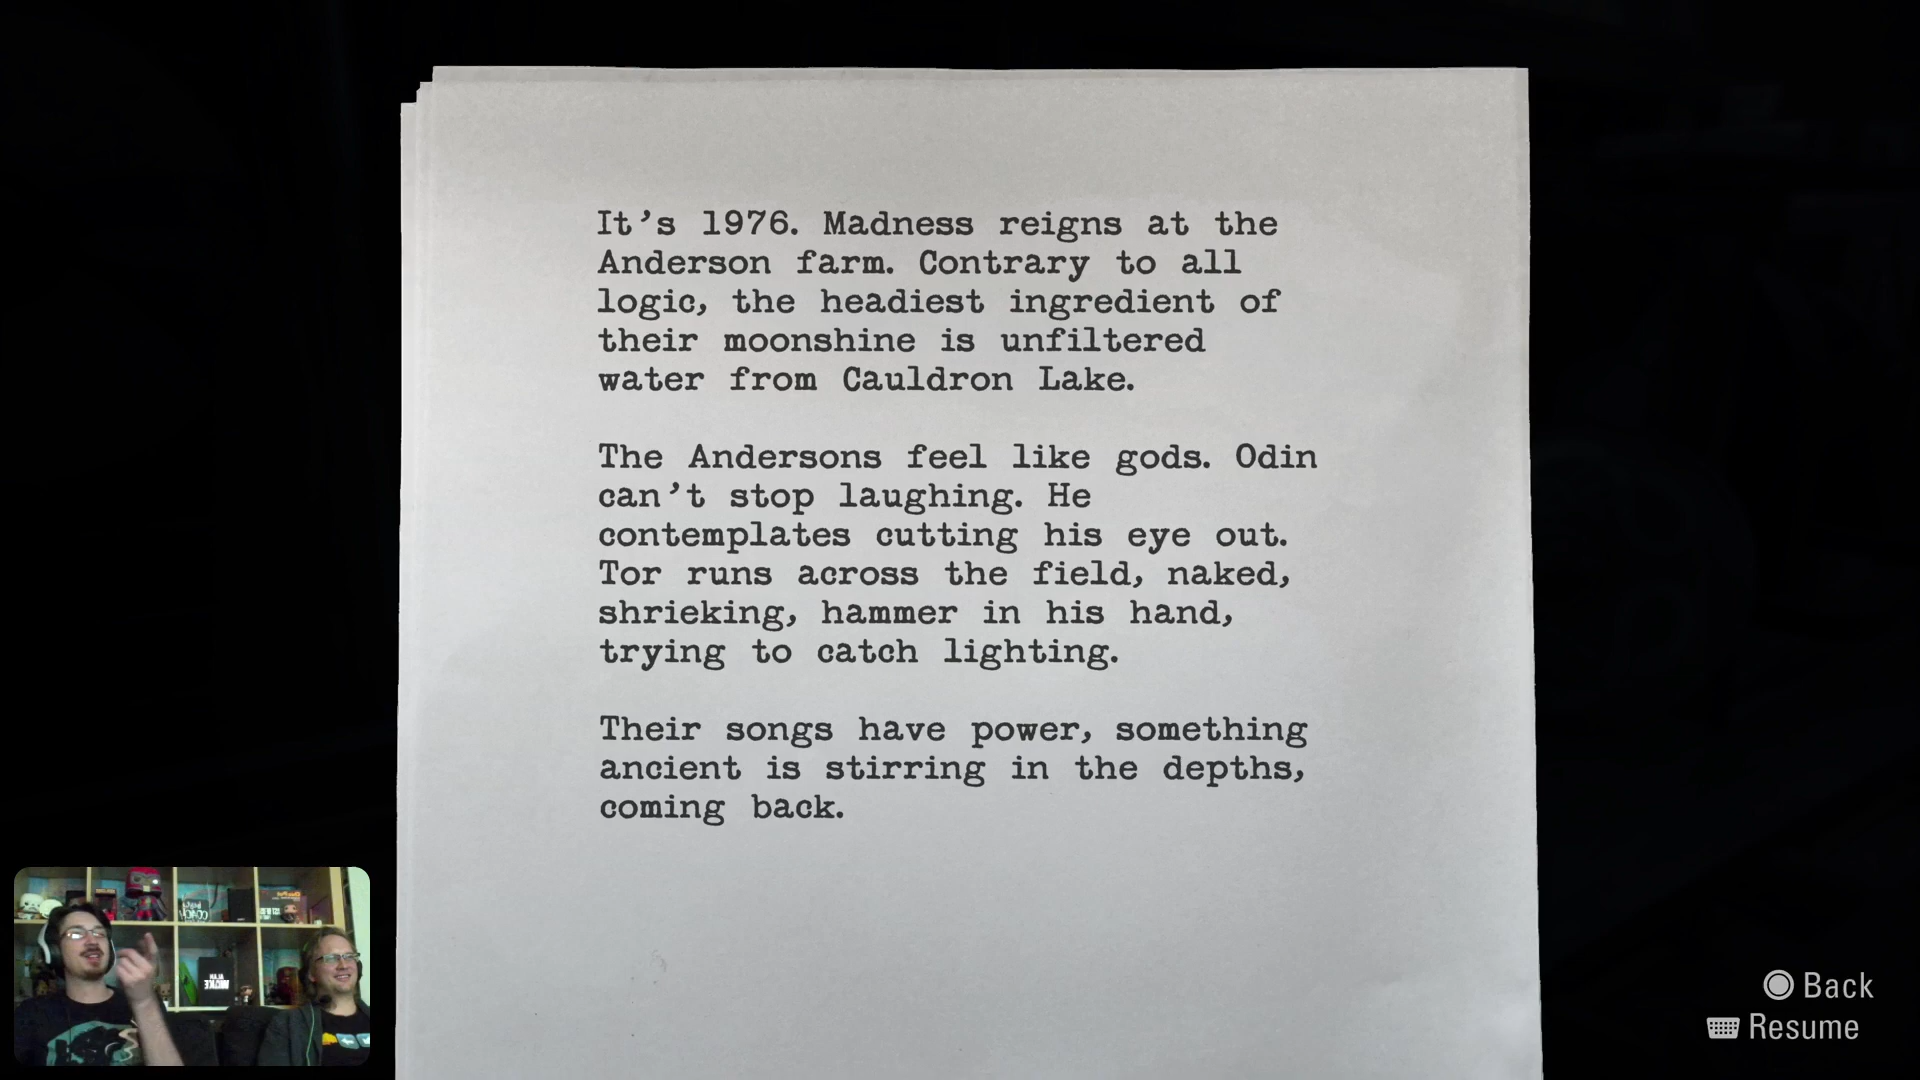 It's 1976. Madness reigns at the
Anderson farm. Contrary to all
logic, the headiest ingredient of
their moonshine is unfiltered
water from Cauldron Lake.
The Andersons feel like gods. Odin
can't stop laughing. He
contemplates cutting his eye out.
Tor runs across the field, naked,
shrieking, hammer in his hand,
trying to catch lighting.
Their songs have power, something
ancient is stirring in the depths,
coming back.
ALAN
WAKE
Back
Resume